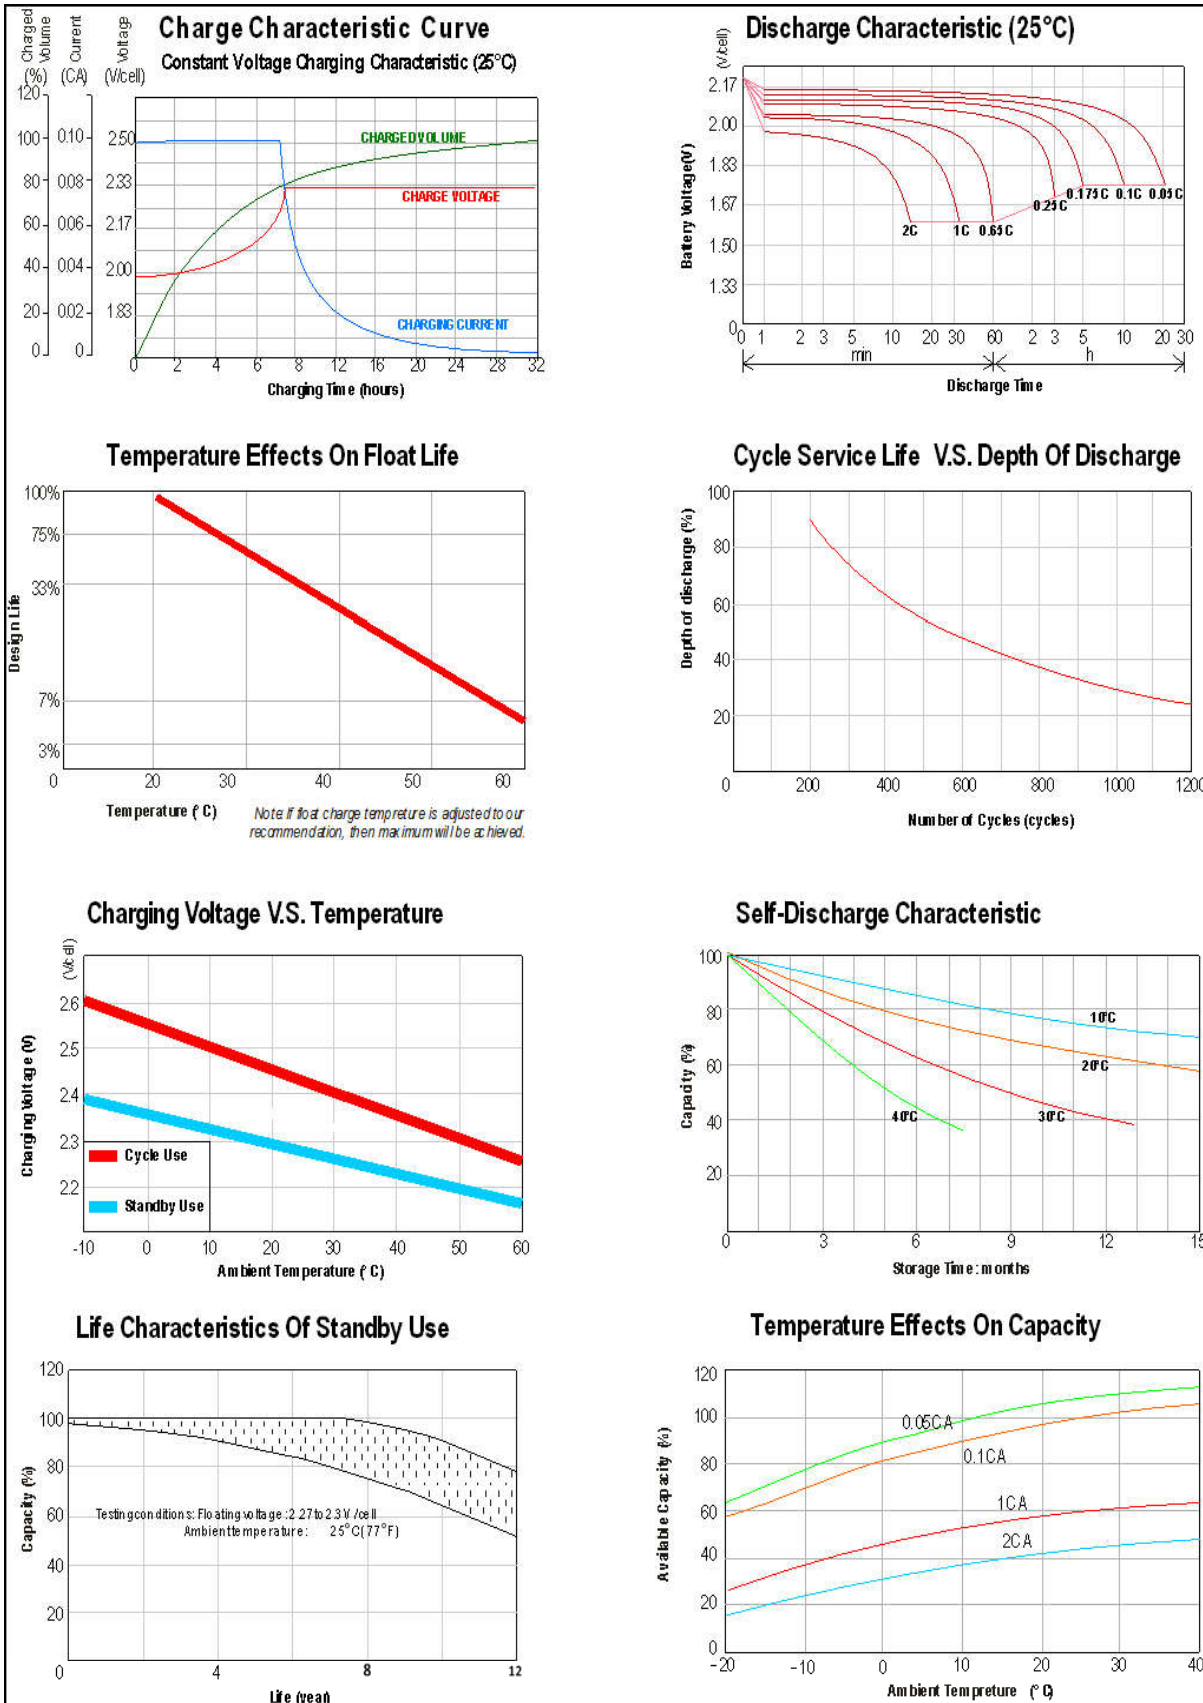 Charge Characteristic Curve
Constant Voltage Charging Characteristic (25°C)
Charged Volume
Current
Voltage
(%)
(CA)
(V/cell)
120
100
80
60
40
20
0
0.10
0.08
0.06
0.04
0.02
0
2.50
2.33
2.17
2.00
1.83
CHARGED VOLUME
CHARGE VOLTAGE
CHARGING CURRENT
0 2 4 6 8 12 16 20 24 28 32
Charging Time (hours)
Discharge Characteristic (25°C)
(V/cell)
Battery Voltage(V)
2.17
2.00
1.83
1.67
1.50
1.33
0
2C 1C 0.65C 0.25C 0.175C 0.1C 0.05C
0 1 2 3 5 10 20 30 60 2 3 5 10 20 30
min h
Discharge Time
Temperature Effects On Float Life
Design Life
100%
75%
33%
7%
3%
0 20 30 40 50 60
Temperature (°C)
Note: If float charge tempreture is adjusted to our
recommendation, then maximum will be achieved.
Cycle Service Life V.S. Depth Of Discharge
Depth of discharge (%)
100
80
60
40
20
0 200 400 600 800 1000 1200
Number of Cycles (cycles)
Charging Voltage V.S. Temperature
(V/cell)
Charging Voltage (V)
2.6
2.5
2.4
2.3
2.2
Cycle Use
Standby Use
-10 0 10 20 30 40 50 60
Ambient Temperature (°C)
Self-Discharge Characteristic
Capacity (%)
100
80
60
40
20
10°C
20°C
30°C
40°C
0 3 6 9 12 15
Storage Time: months
Life Characteristics Of Standby Use
Capacity (%)
120
100
80
60
40
20
Testing conditions: Floating voltage :2.27 to 2.3 V /cell
Ambient temperature : 25°C(77°F)
0 4 8 12
Life (year)
Temperature Effects On Capacity
Available Capacity (%)
120
100
80
60
40
20
0
0.05CA
0.1CA
1CA
2CA
-20 -10 0 10 20 30 40
Ambient Tempreture (°C)